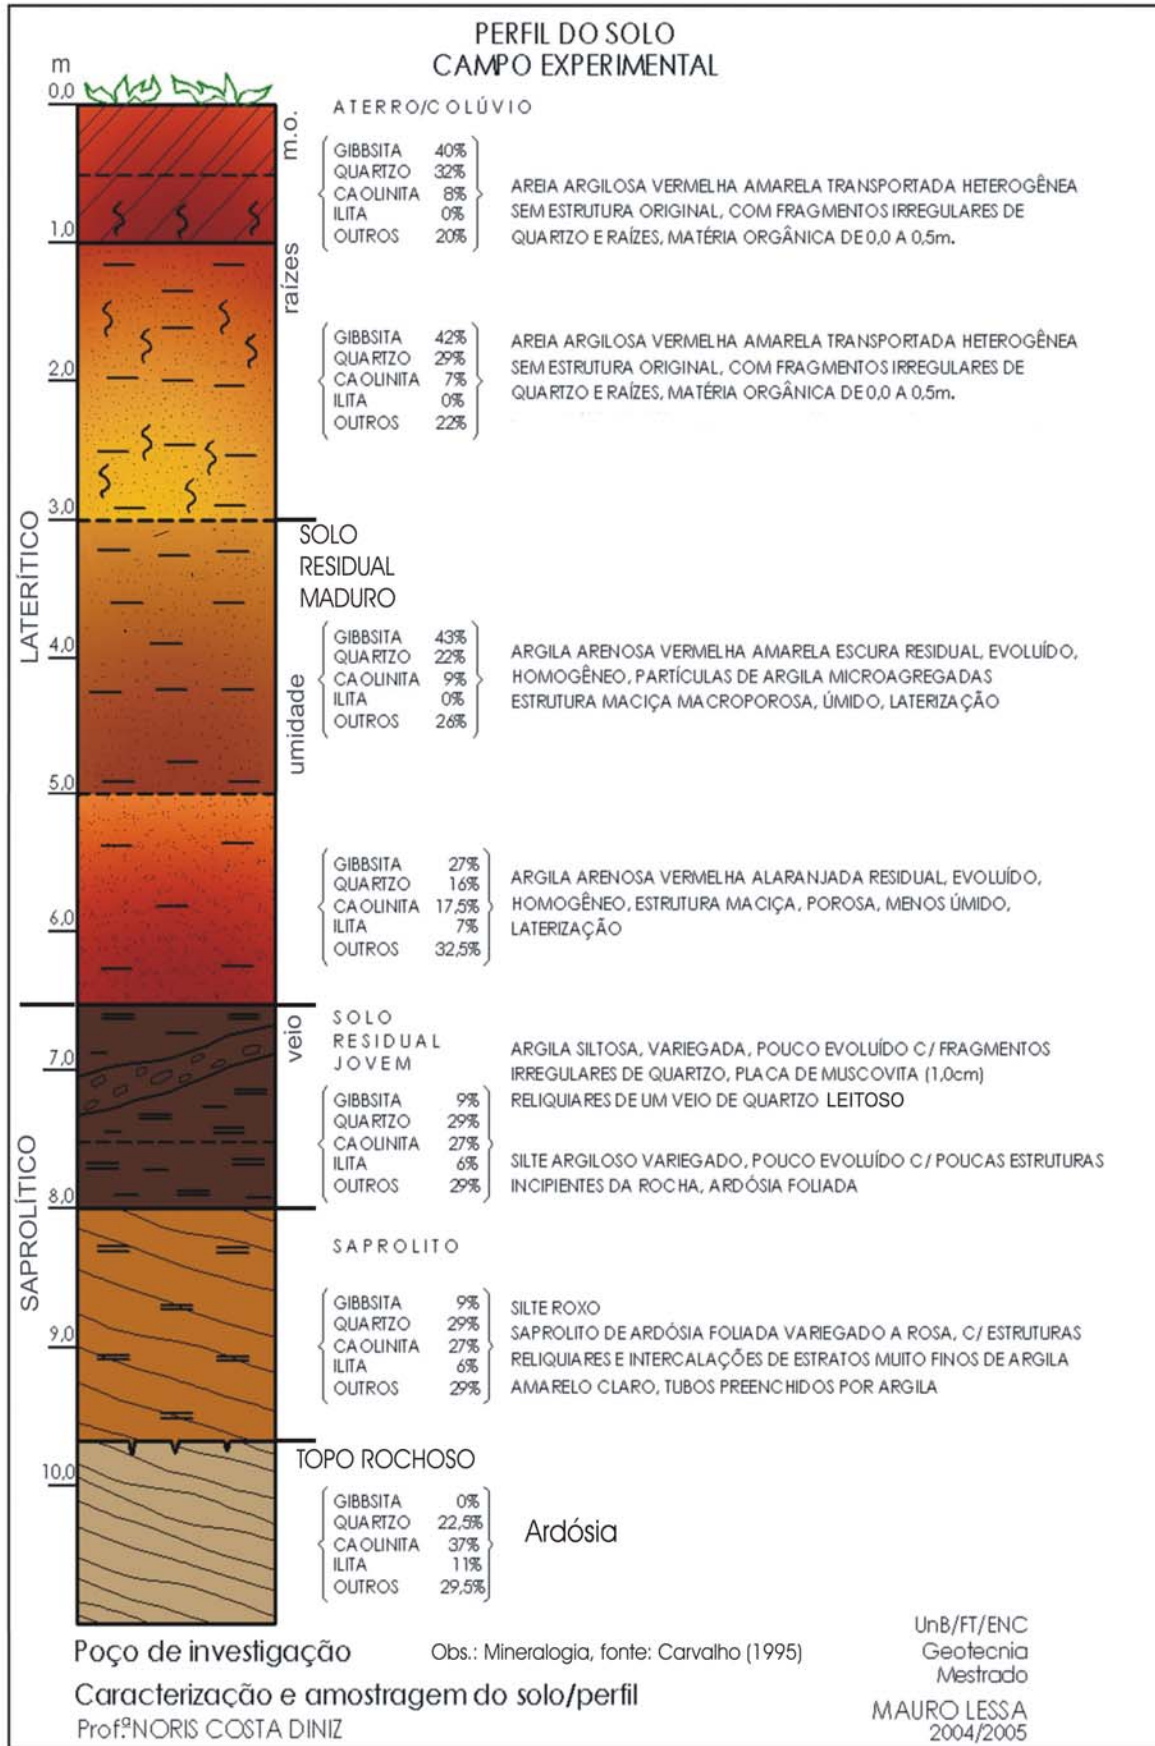 PERFIL DO SOLO
CAMPO EXPERIMENTAL
m
0,0
ATERRO/COLÚVIO
m.o.
GIBBSITA 40%
QUARTZO 32%
CAOLINITA 8%
ILITA 0%
OUTROS 20%
AREIA ARGILOSA VERMELHA AMARELA TRANSPORTADA HETEROGÊNEA
SEM ESTRUTURA ORIGINAL, COM FRAGMENTOS IRREGULARES DE
QUARTZO E RAÍZES, MATÉRIA ORGÂNICA DE 0,0 A 0,5m.
1,0
raízes
GIBBSITA 42%
QUARTZO 29%
CAOLINITA 7%
ILITA 0%
OUTROS 22%
AREIA ARGILOSA VERMELHA AMARELA TRANSPORTADA HETEROGÊNEA
SEM ESTRUTURA ORIGINAL, COM FRAGMENTOS IRREGULARES DE
QUARTZO E RAÍZES, MATÉRIA ORGÂNICA DE 0,0 A 0,5m.
2,0
3,0
LATERÍTICO
SOLO
RESIDUAL
MADURO
GIBBSITA 43%
QUARTZO 22%
CAOLINITA 9%
ILITA 0%
OUTROS 26%
ARGILA ARENOSA VERMELHA AMARELA ESCURA RESIDUAL, EVOLUÍDO,
HOMOGÊNEO, PARTÍCULAS DE ARGILA MICROAGREGADAS
ESTRUTURA MACIÇA MACROPOROSA, ÚMIDO, LATERIZAÇÃO
4,0
umidade
5,0
GIBBSITA 27%
QUARTZO 16%
CAOLINITA 17,5%
ILITA 7%
OUTROS 32,5%
ARGILA ARENOSA VERMELHA ALARANJADA RESIDUAL, EVOLUÍDO,
HOMOGÊNEO, ESTRUTURA MACIÇA, POROSA, MENOS ÚMIDO,
LATERIZAÇÃO
6,0
veio
SOLO
RESIDUAL
JOVEM
7,0
GIBBSITA 9%
QUARTZO 29%
CAOLINITA 27%
ILITA 6%
OUTROS 29%
ARGILA SILTOSA, VARIEGADA, POUCO EVOLUÍDO C/ FRAGMENTOS
IRREGULARES DE QUARTZO, PLACA DE MUSCOVITA (1,0cm)
RELIQUIARES DE UM VEIO DE QUARTZO LEITOSO
SILTE ARGILOSO VARIEGADO, POUCO EVOLUÍDO C/ POUCAS ESTRUTURAS
INCIPIENTES DA ROCHA, ARDÓSIA FOLIADA
SAPROLÍTICO
8,0
SAPROLITO
GIBBSITA 9%
QUARTZO 29%
CAOLINITA 27%
ILITA 6%
OUTROS 29%
SILTE ROXO
SAPROLITO DE ARDÓSIA FOLIADA VARIEGADO A ROSA, C/ ESTRUTURAS
RELIQUIARES E INTERCALAÇÕES DE ESTRATOS MUITO FINOS DE ARGILA
AMARELO CLARO, TUBOS PREENCHIDOS POR ARGILA
9,0
TOPO ROCHOSO
10,0
GIBBSITA 0%
QUARTZO 22,5%
CAOLINITA 37%
ILITA 11%
OUTROS 29,5%
Ardósia
Poço de investigação
Obs.: Mineralogia, fonte: Carvalho (1995)
Caracterização e amostragem do solo/perfil
Prof.ª NORIS COSTA DINIZ
UnB/FT/ENC
Geotecnia
Mestrado
MAURO LESSA
2004/2005